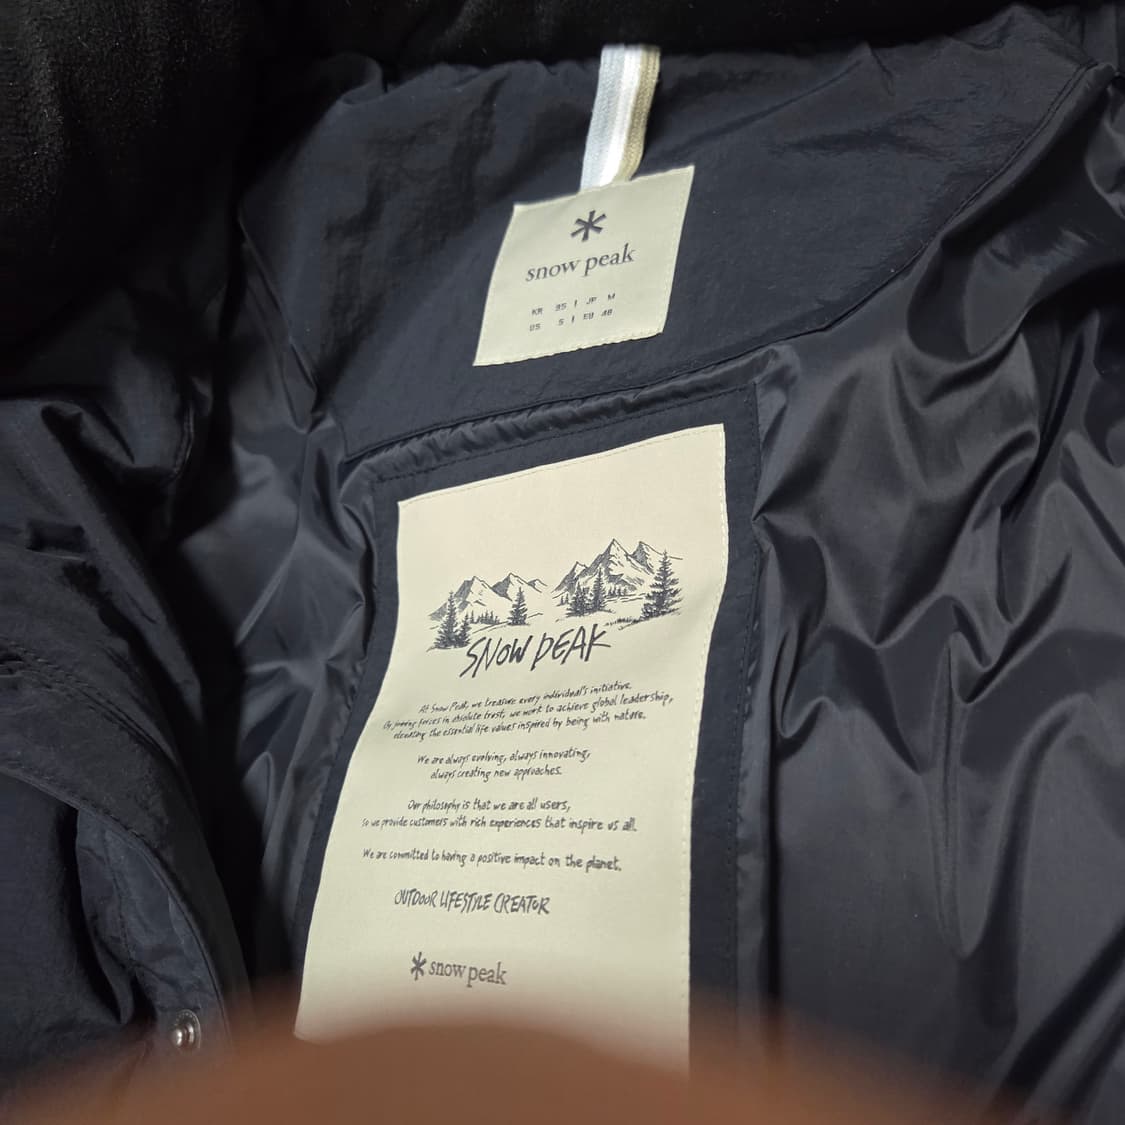 snow peak
KR 95 | JP M
US S | EU 48
SNOW PEAK
At Snow Peak, we treasure every individual's initiative.
By joining forces in absolute trust, we want to achieve global leadership,
elevating the essential life values inspired by being with nature.
We are always evolving, always innovating,
always creating new approaches.
Our philosophy is that we are all users,
so we provide customers with rich experiences that inspire us all.
We are committed to having a positive impact on the planet.
OUTDOOR LIFESTYLE CREATOR
snow peak